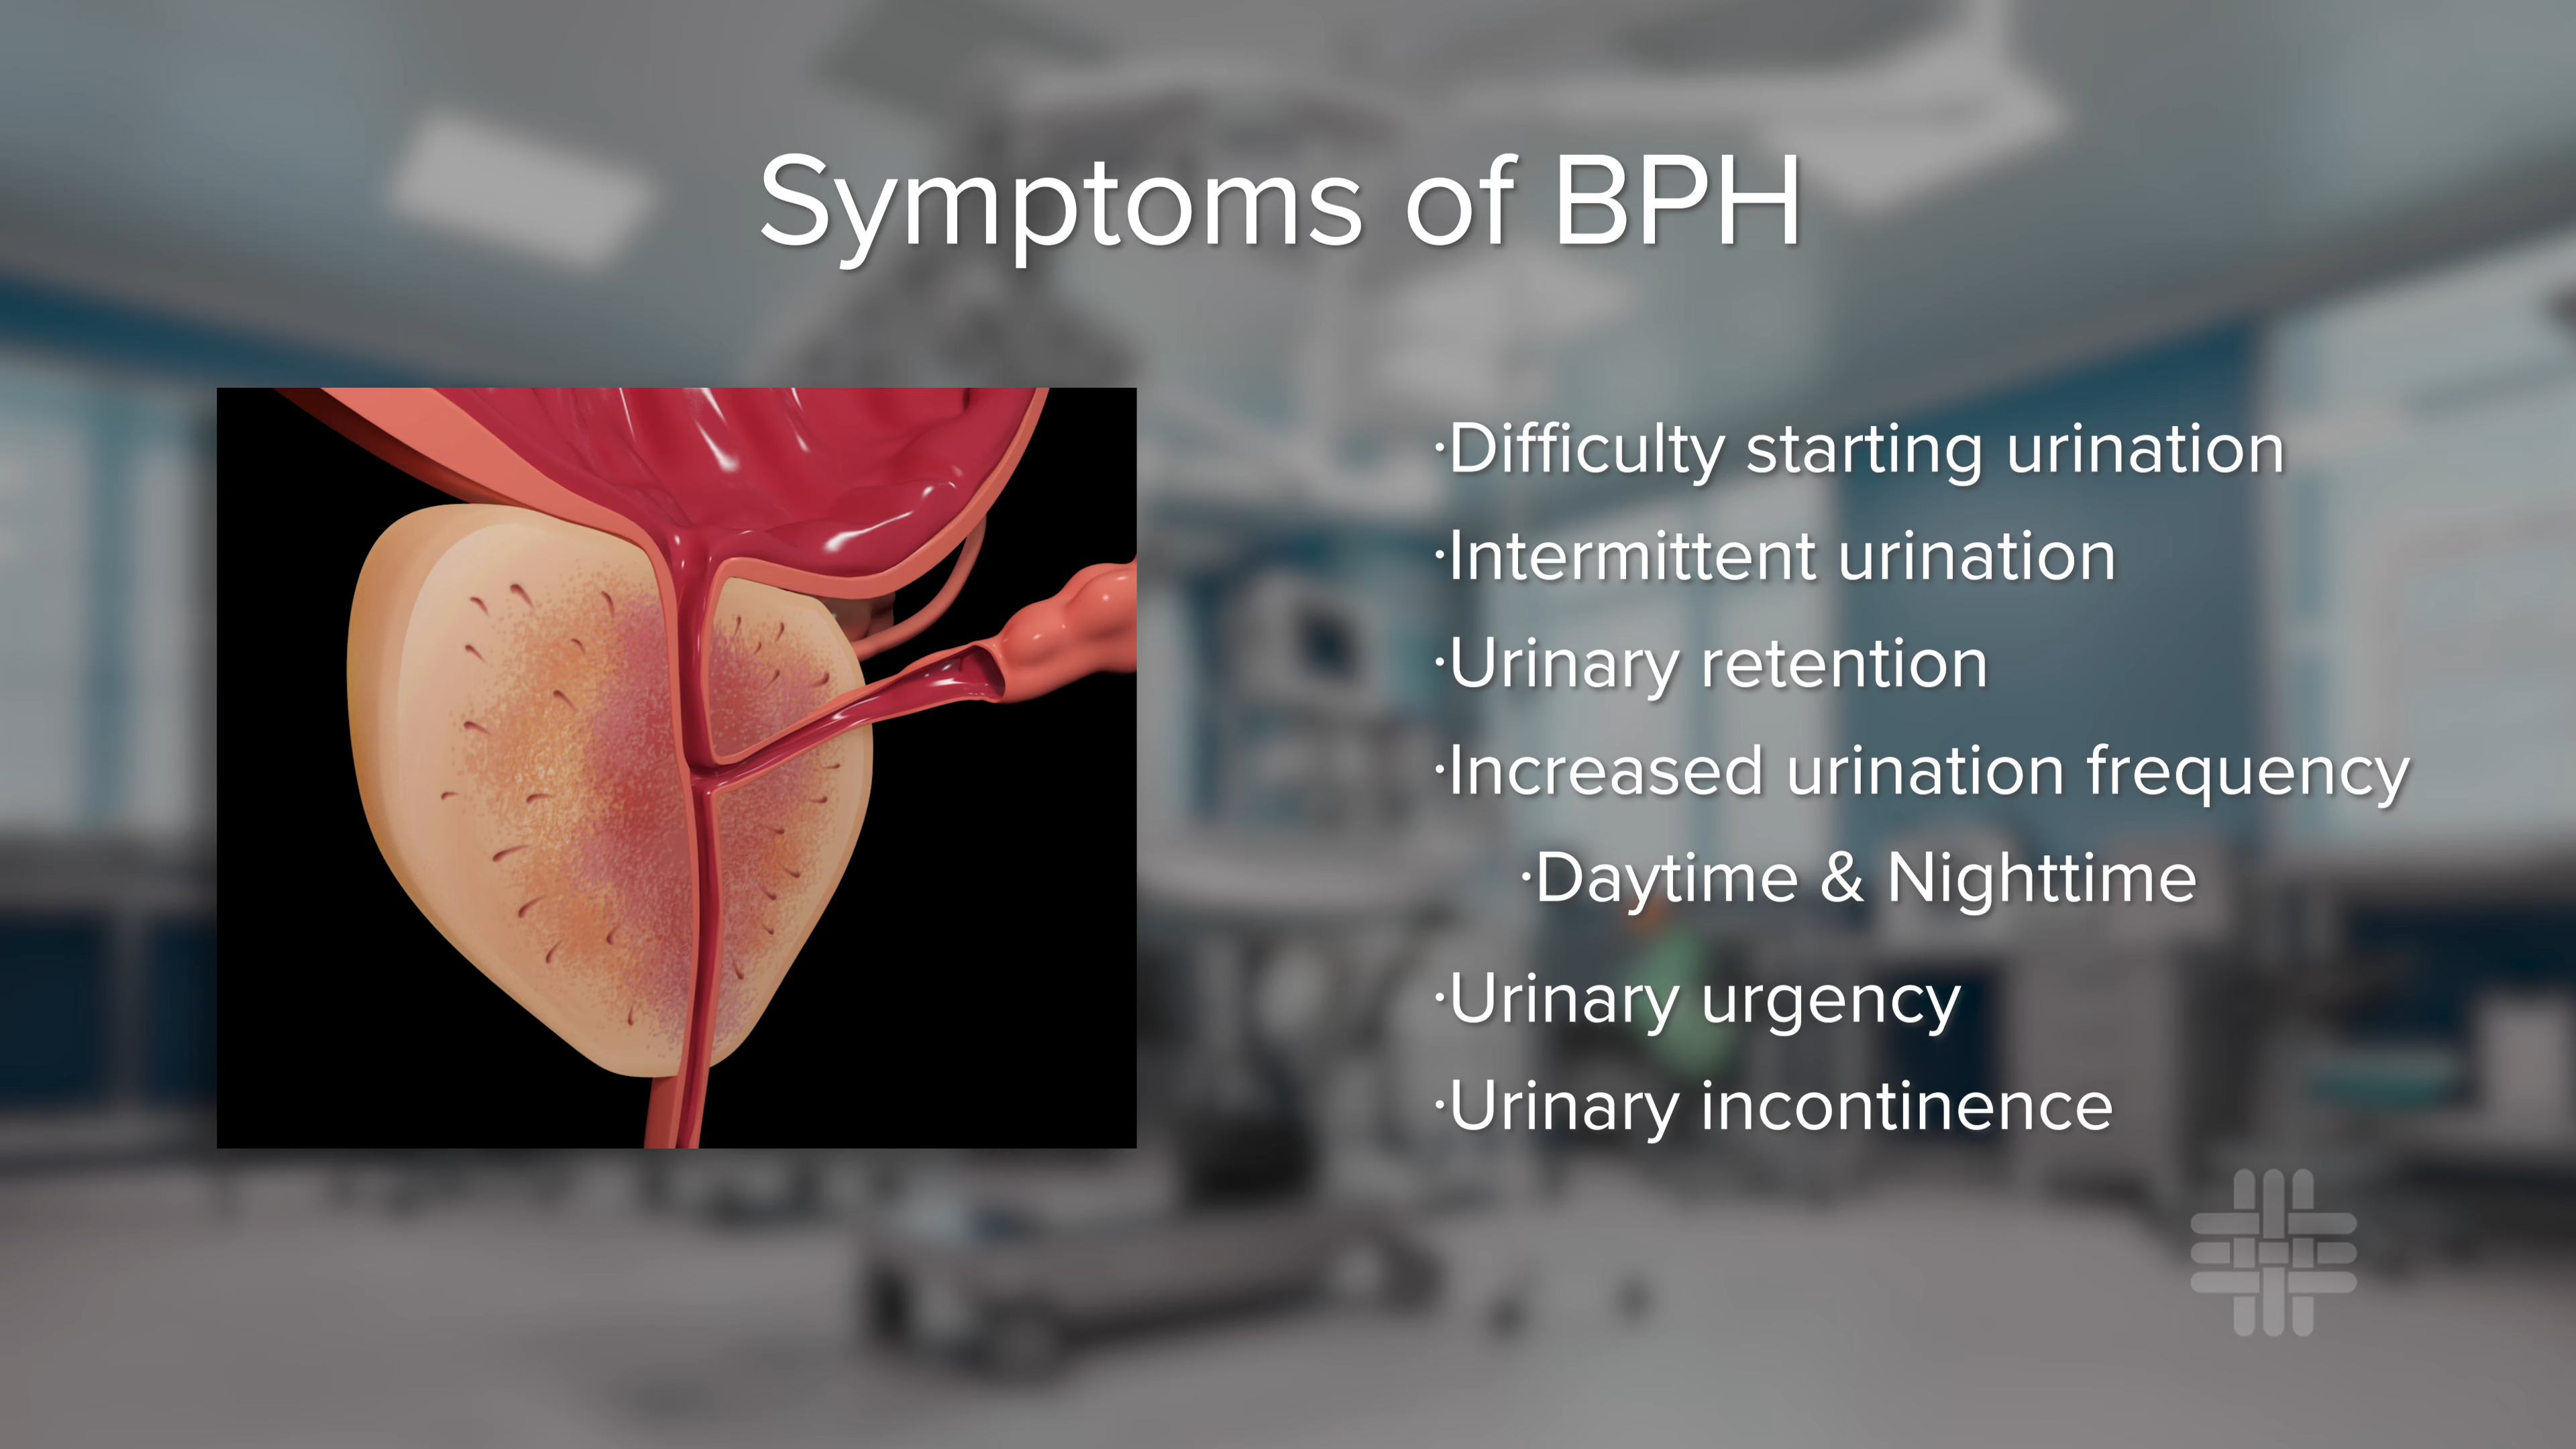 Symptoms of BPH
·Difficulty starting urination
·Intermittent urination
·Urinary retention
·Increased urination frequency
·Daytime & Nighttime
·Urinary urgency
·Urinary incontinence